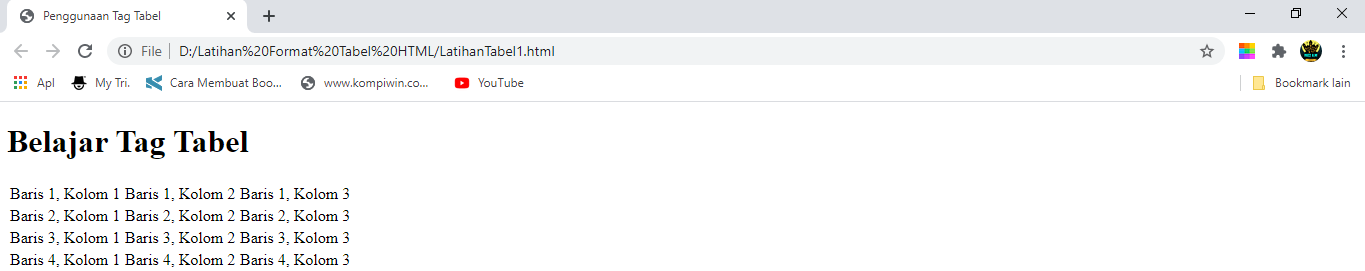 Penggunaan Tag Tabel
File D:/Latihan%20Format%20Tabel%20HTML/LatihanTabel1.html
Apl My Tri. Cara Membuat Boo... www.kompiwin.co... YouTube Bookmark lain
Belajar Tag Tabel
Baris 1, Kolom 1 Baris 1, Kolom 2 Baris 1, Kolom 3
Baris 2, Kolom 1 Baris 2, Kolom 2 Baris 2, Kolom 3
Baris 3, Kolom 1 Baris 3, Kolom 2 Baris 3, Kolom 3
Baris 4, Kolom 1 Baris 4, Kolom 2 Baris 4, Kolom 3